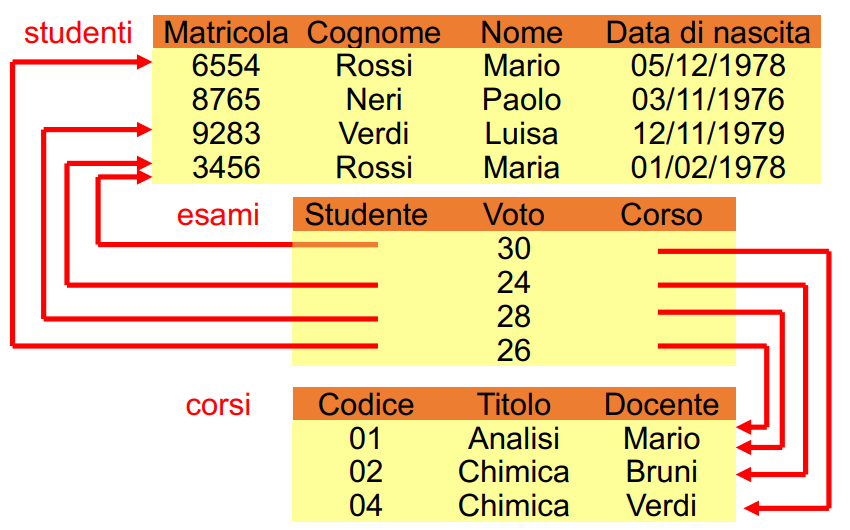 studenti Matricola Cognome Nome Data di nascita
6554 Rossi Mario 05/12/1978
8765 Neri Paolo 03/11/1976
9283 Verdi Luisa 12/11/1979
3456 Rossi Maria 01/02/1978
esami Studente Voto Corso
30
24
28
26
corsi Codice Titolo Docente
01 Analisi Mario
02 Chimica Bruni
04 Chimica Verdi